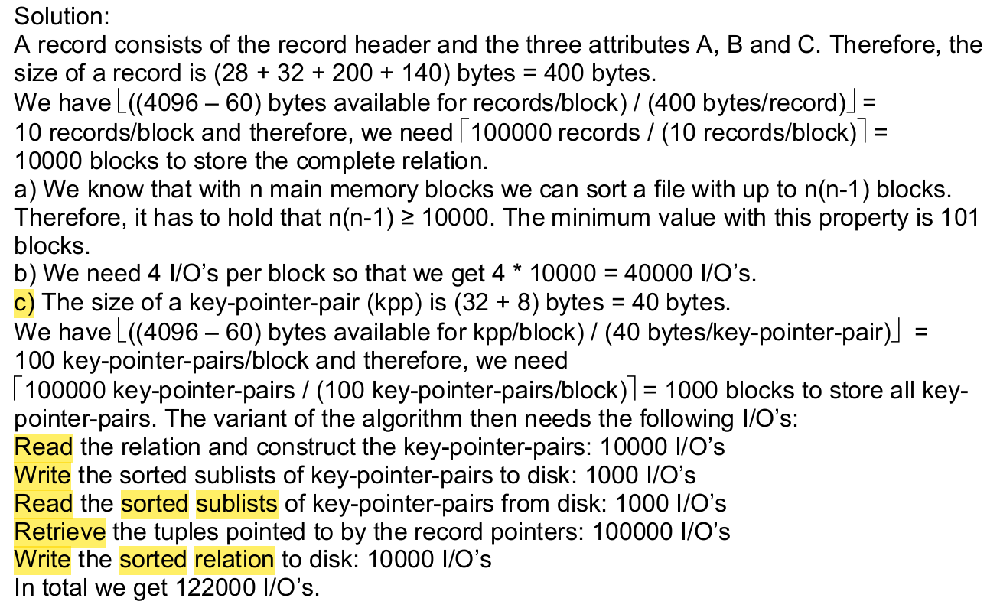 Solution:
A record consists of the record header and the three attributes A, B and C. Therefore, the
size of a record is (28 + 32 + 200 + 140) bytes = 400 bytes.
We have ⌊((4096 – 60) bytes available for records/block) / (400 bytes/record)⌋ =
10 records/block and therefore, we need ⌈100000 records / (10 records/block)⌉ =
10000 blocks to store the complete relation.
a) We know that with n main memory blocks we can sort a file with up to n(n-1) blocks.
Therefore, it has to hold that n(n-1) ≥ 10000. The minimum value with this property is 101
blocks.
b) We need 4 I/O’s per block so that we get 4 * 10000 = 40000 I/O’s.
c) The size of a key-pointer-pair (kpp) is (32 + 8) bytes = 40 bytes.
We have ⌊((4096 – 60) bytes available for kpp/block) / (40 bytes/key-pointer-pair)⌋ =
100 key-pointer-pairs/block and therefore, we need
⌈100000 key-pointer-pairs / (100 key-pointer-pairs/block)⌉ = 1000 blocks to store all key-
pointer-pairs. The variant of the algorithm then needs the following I/O’s:
Read the relation and construct the key-pointer-pairs: 10000 I/O’s
Write the sorted sublists of key-pointer-pairs to disk: 1000 I/O’s
Read the sorted sublists of key-pointer-pairs from disk: 1000 I/O’s
Retrieve the tuples pointed to by the record pointers: 100000 I/O’s
Write the sorted relation to disk: 10000 I/O’s
In total we get 122000 I/O’s.